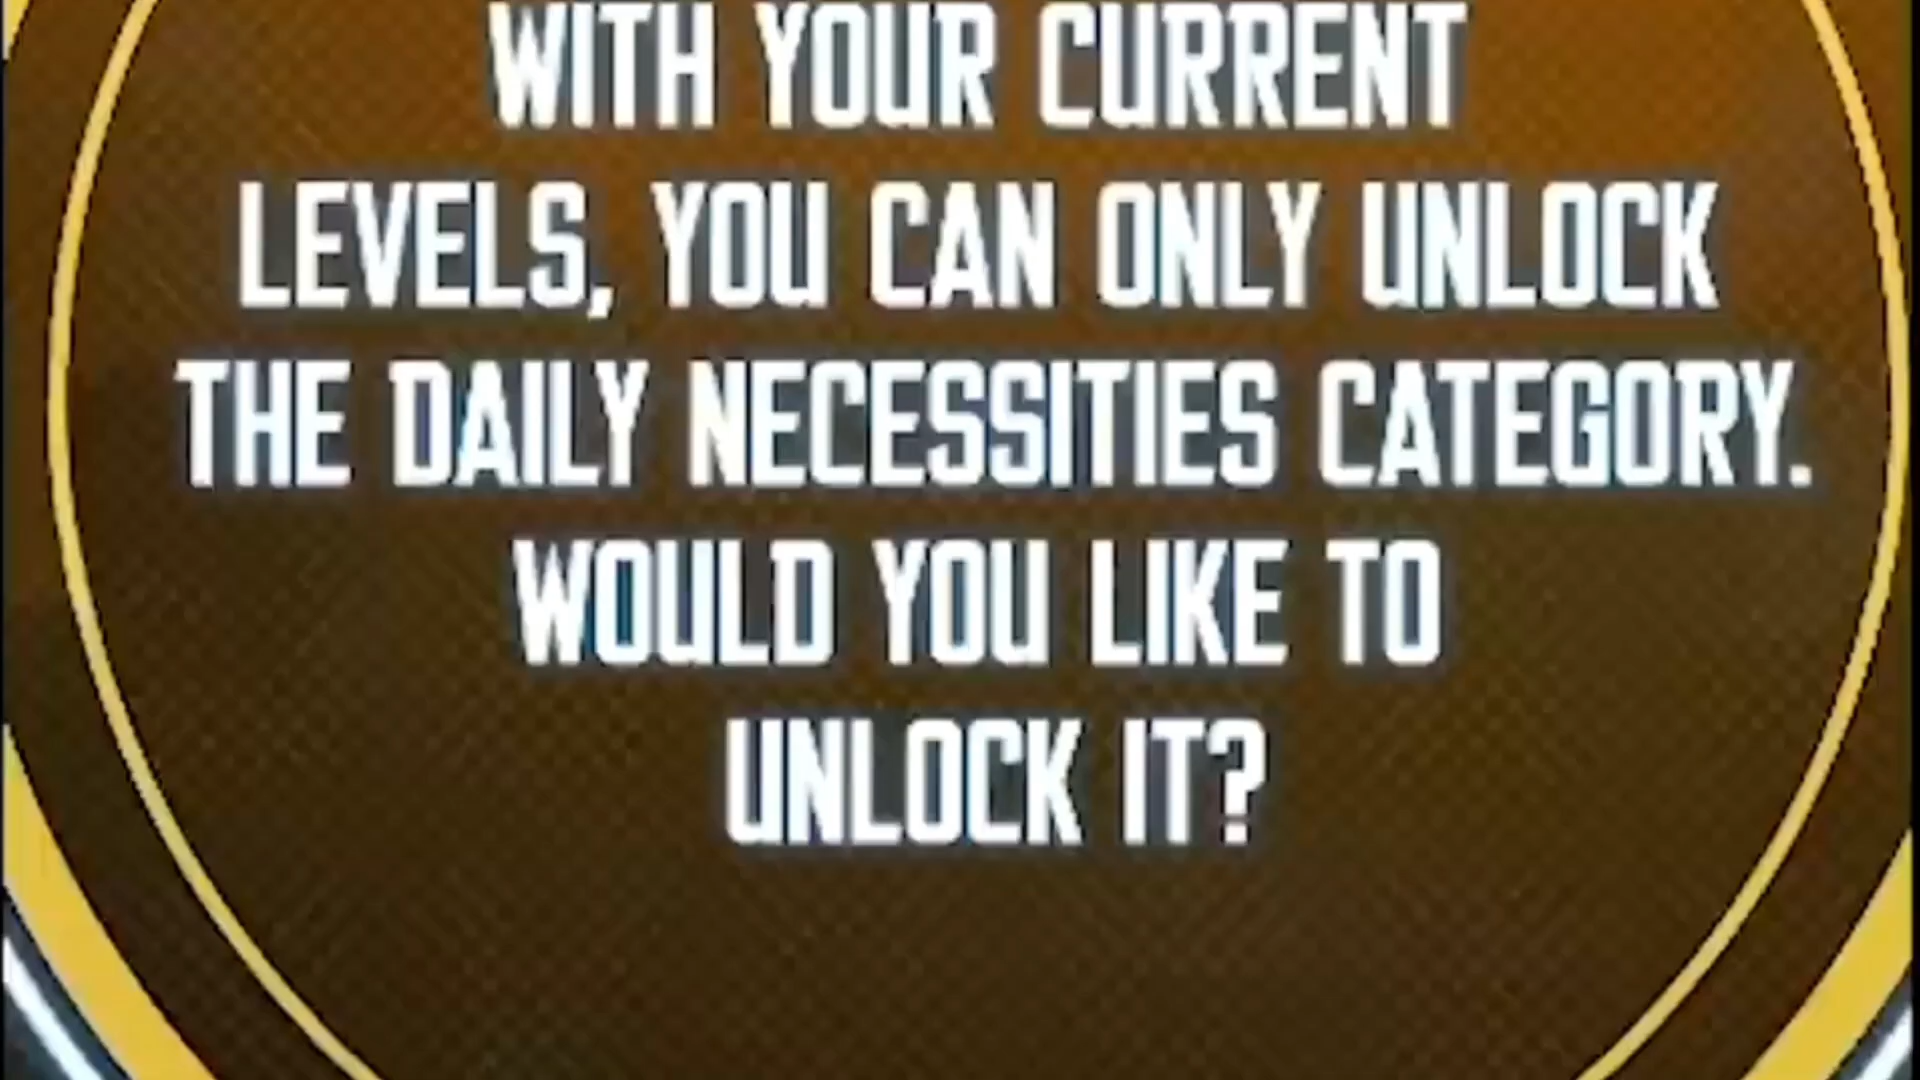 WITH YOUR CURRENT
LEVELS, YOU CAN ONLY UNLOCK
THE DAILY NECESSITIES CATEGORY.
WOULD YOU LIKE TO
UNLOCK IT?